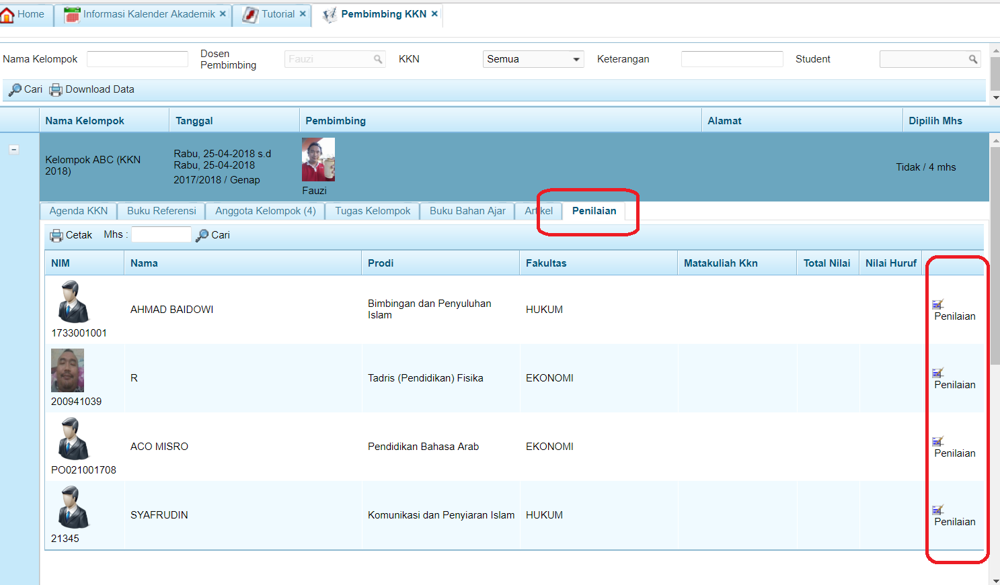 Home
Informasi Kalender Akademik
Tutorial
Pembimbing KKN
Nama Kelompok
Dosen
Pembimbing
Fauzi
KKN
Semua
Keterangan
Student
Cari
Download Data
Nama Kelompok
Tanggal
Pembimbing
Alamat
Dipilih Mhs
Kelompok ABC (KKN
2018)
Rabu, 25-04-2018 s.d
Rabu, 25-04-2018
2017/2018 / Genap
Fauzi
Tidak / 4 mhs
Agenda KKN
Buku Referensi
Anggota Kelompok (4)
Tugas Kelompok
Buku Bahan Ajar
Artikel
Penilaian
Cetak
Mhs :
Cari
NIM
Nama
Prodi
Fakultas
Matakuliah Kkn
Total Nilai
Nilai Huruf
1733001001
AHMAD BAIDOWI
Bimbingan dan Penyuluhan
Islam
HUKUM
Penilaian
200941039
R
Tadris (Pendidikan) Fisika
EKONOMI
Penilaian
PO021001708
ACO MISRO
Pendidikan Bahasa Arab
EKONOMI
Penilaian
21345
SYAFRUDIN
Komunikasi dan Penyiaran Islam
HUKUM
Penilaian